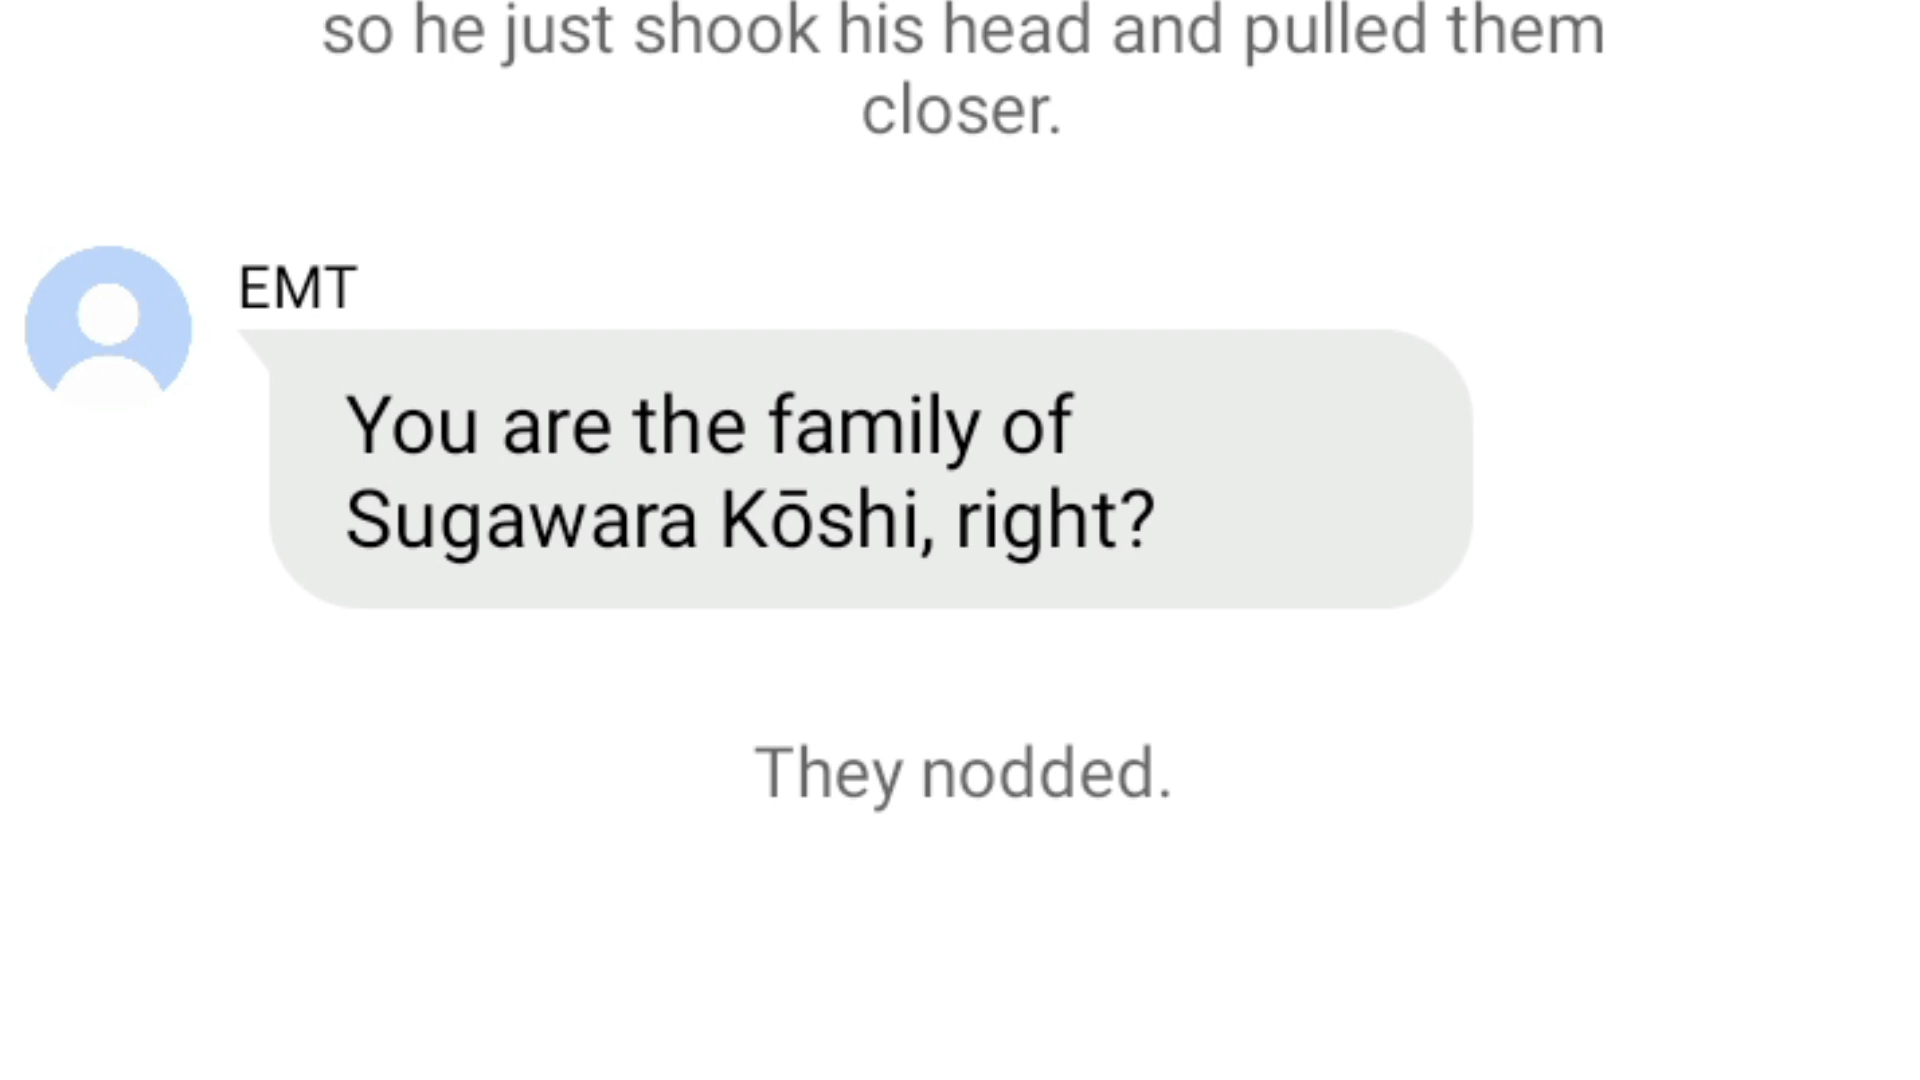 so he just shook his head and pulled them
closer.
EMT
You are the family of
Sugawara Kōshi, right?
They nodded.